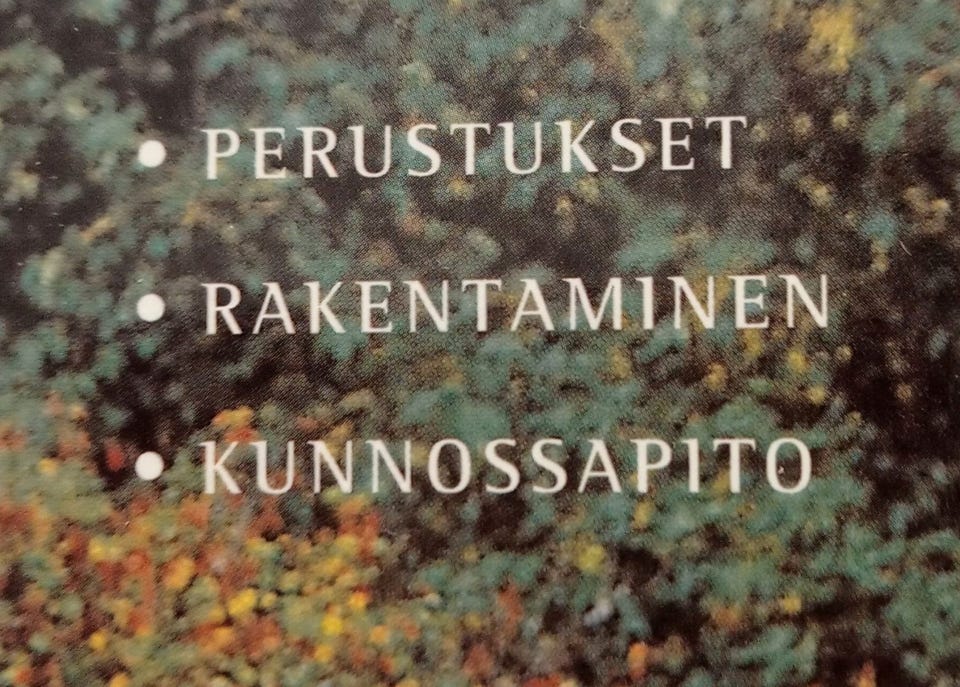 • PERUSTUKSET
• RAKENTAMINEN
• KUNNOSSAPITO